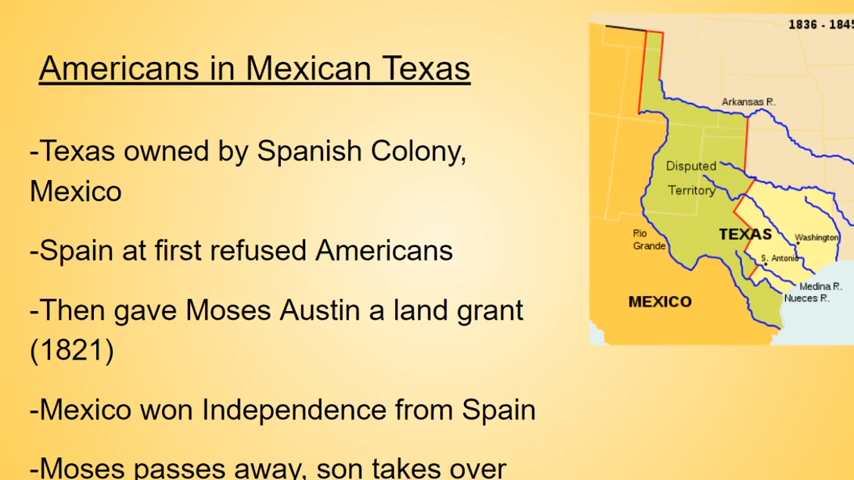 Americans in Mexican Texas
-Texas owned by Spanish Colony,
Mexico
-Spain at first refused Americans
-Then gave Moses Austin a land grant
(1821)
-Mexico won Independence from Spain
-Moses passes away, son takes over
1836 - 1845
Arkansas R.
Disputed
Territory
Rio
Grande
TEXAS
Washington
S. Antonio
Medina R.
Nueces R.
MEXICO